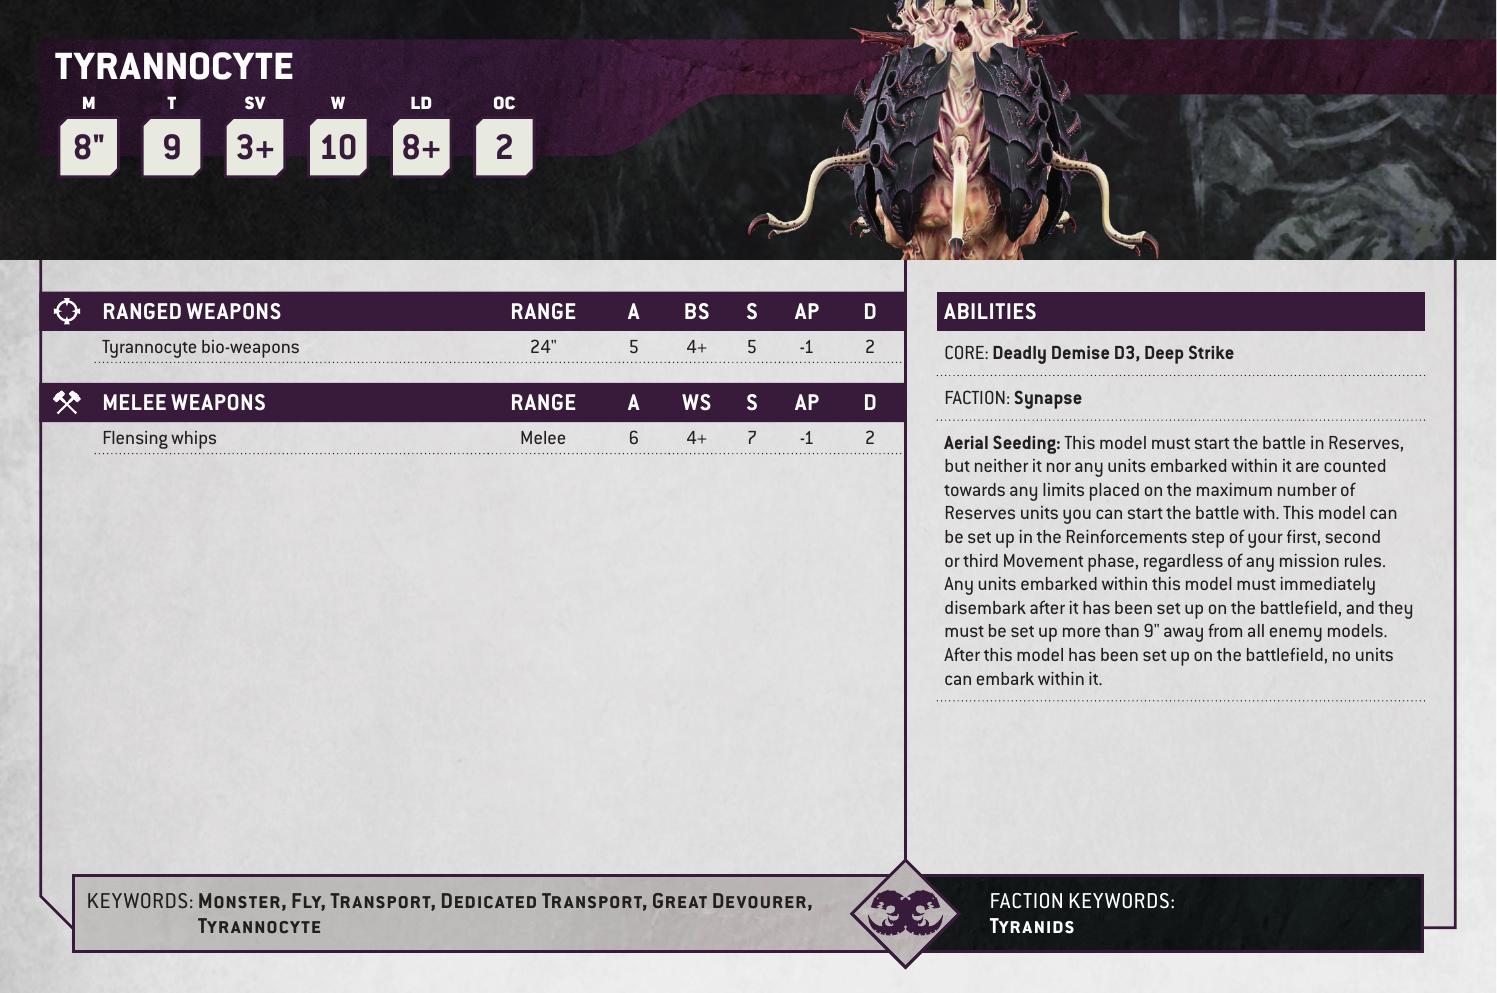 TYRANNOCYTE
M T SV W LD OC
8" 9 3+ 10 8+ 2
RANGED WEAPONS RANGE A BS S AP D
Tyrannocyte bio-weapons 24" 5 4+ 5 -1 2
MELEE WEAPONS RANGE A WS S AP D
Flensing whips Melee 6 4+ 7 -1 2
ABILITIES
CORE: Deadly Demise D3, Deep Strike
FACTION: Synapse
Aerial Seeding: This model must start the battle in Reserves,
but neither it nor any units embarked within it are counted
towards any limits placed on the maximum number of
Reserves units you can start the battle with. This model can
be set up in the Reinforcements step of your first, second
or third Movement phase, regardless of any mission rules.
Any units embarked within this model must immediately
disembark after it has been set up on the battlefield, and they
must be set up more than 9" away from all enemy models.
After this model has been set up on the battlefield, no units
can embark within it.
KEYWORDS: MONSTER, FLY, TRANSPORT, DEDICATED TRANSPORT, GREAT DEVOURER,
TYRANNOCYTE
FACTION KEYWORDS:
TYRANIDS